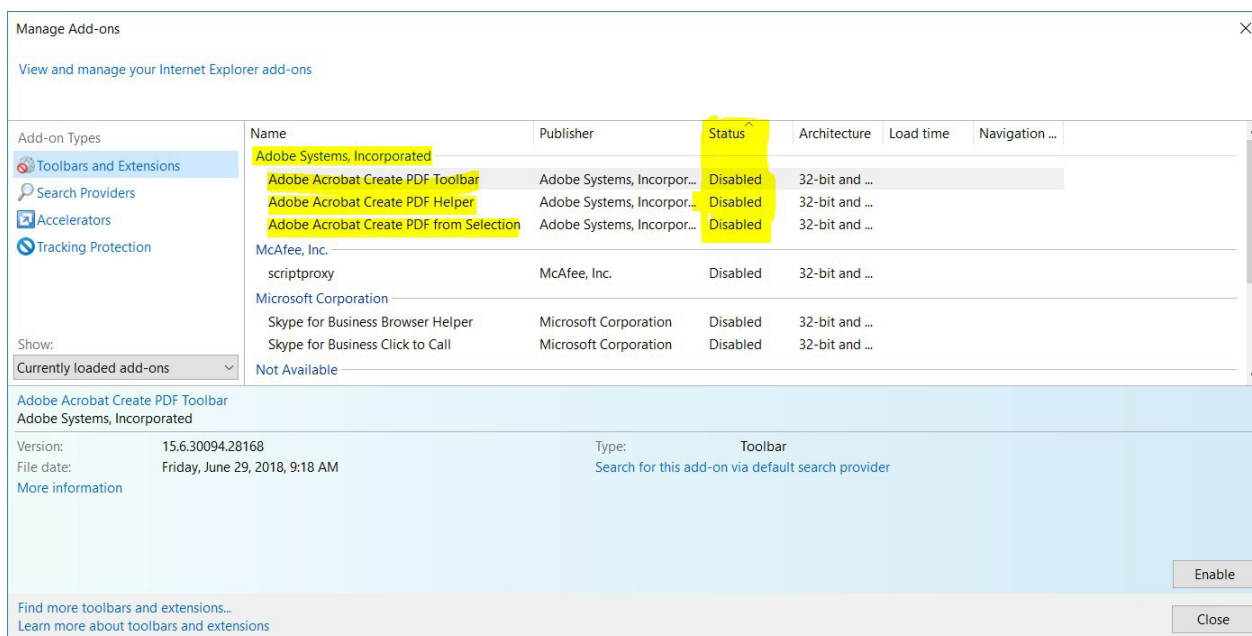 Manage Add-ons
View and manage your Internet Explorer add-ons
Add-on Types
Toolbars and Extensions
Search Providers
Accelerators
Tracking Protection
Show:
Currently loaded add-ons
Name Publisher Status Architecture Load time Navigation ...
Adobe Systems, Incorporated
Adobe Acrobat Create PDF Toolbar Adobe Systems, Incorpor... Disabled 32-bit and ...
Adobe Acrobat Create PDF Helper Adobe Systems, Incorpor... Disabled 32-bit and ...
Adobe Acrobat Create PDF from Selection Adobe Systems, Incorpor... Disabled 32-bit and ...
McAfee, Inc.
scriptproxy McAfee, Inc. Disabled 32-bit and ...
Microsoft Corporation
Skype for Business Browser Helper Microsoft Corporation Disabled 32-bit and ...
Skype for Business Click to Call Microsoft Corporation Disabled 32-bit and ...
Not Available
Adobe Acrobat Create PDF Toolbar
Adobe Systems, Incorporated
Version: 15.6.30094.28168 Type: Toolbar
File date: Friday, June 29, 2018, 9:18 AM Search for this add-on via default search provider
More information
Enable
Find more toolbars and extensions...
Learn more about toolbars and extensions
Close